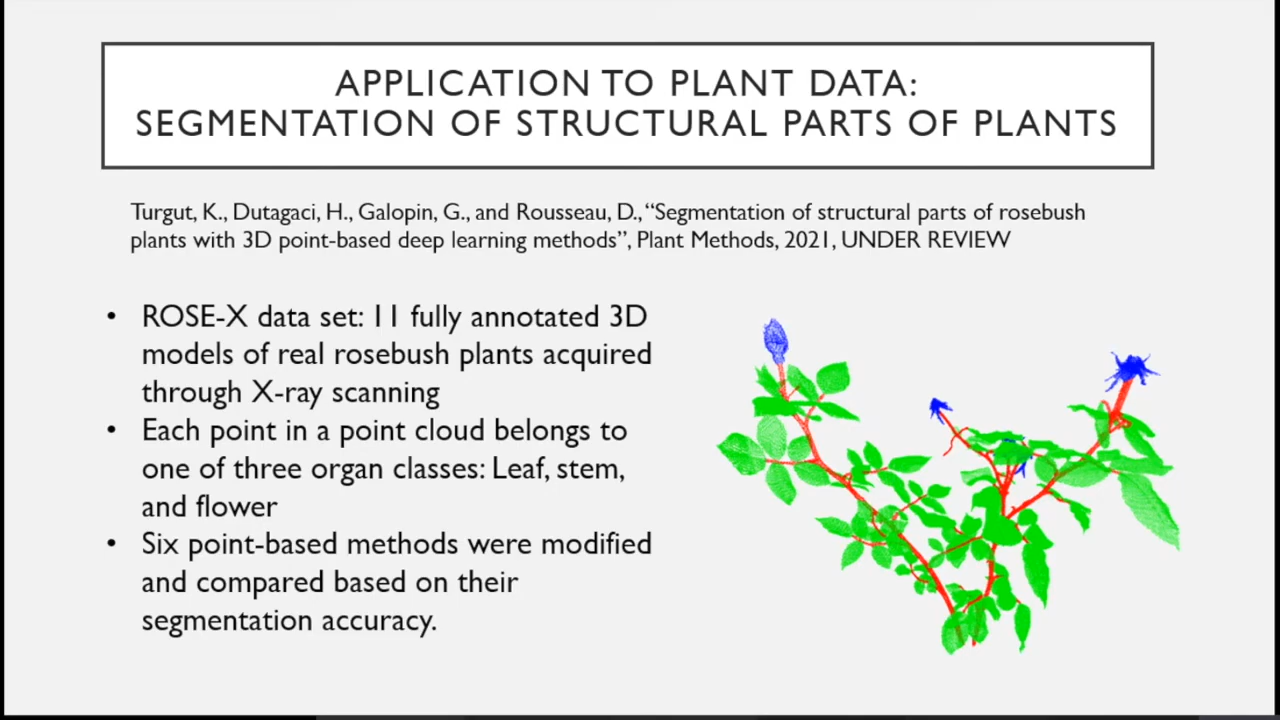 APPLICATION TO PLANT DATA:
SEGMENTATION OF STRUCTURAL PARTS OF PLANTS
Turgut, K., Dutagaci, H., Galopin, G., and Rousseau, D., “Segmentation of structural parts of rosebush
plants with 3D point-based deep learning methods”, Plant Methods, 2021, UNDER REVIEW
• ROSE-X data set: 11 fully annotated 3D
models of real rosebush plants acquired
through X-ray scanning
• Each point in a point cloud belongs to
one of three organ classes: Leaf, stem,
and flower
• Six point-based methods were modified
and compared based on their
segmentation accuracy.